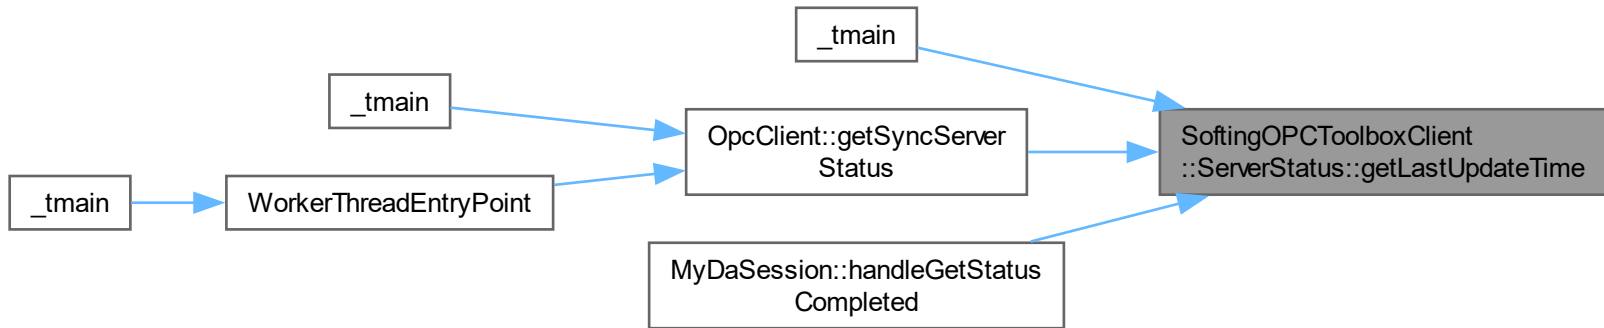 _tmain
_tmain
OpcClient::getSyncServer
Status
SoftingOPCToolboxClient
::ServerStatus::getLastUpdateTime
_tmain
WorkerThreadEntryPoint
MyDaSession::handleGetStatus
Completed